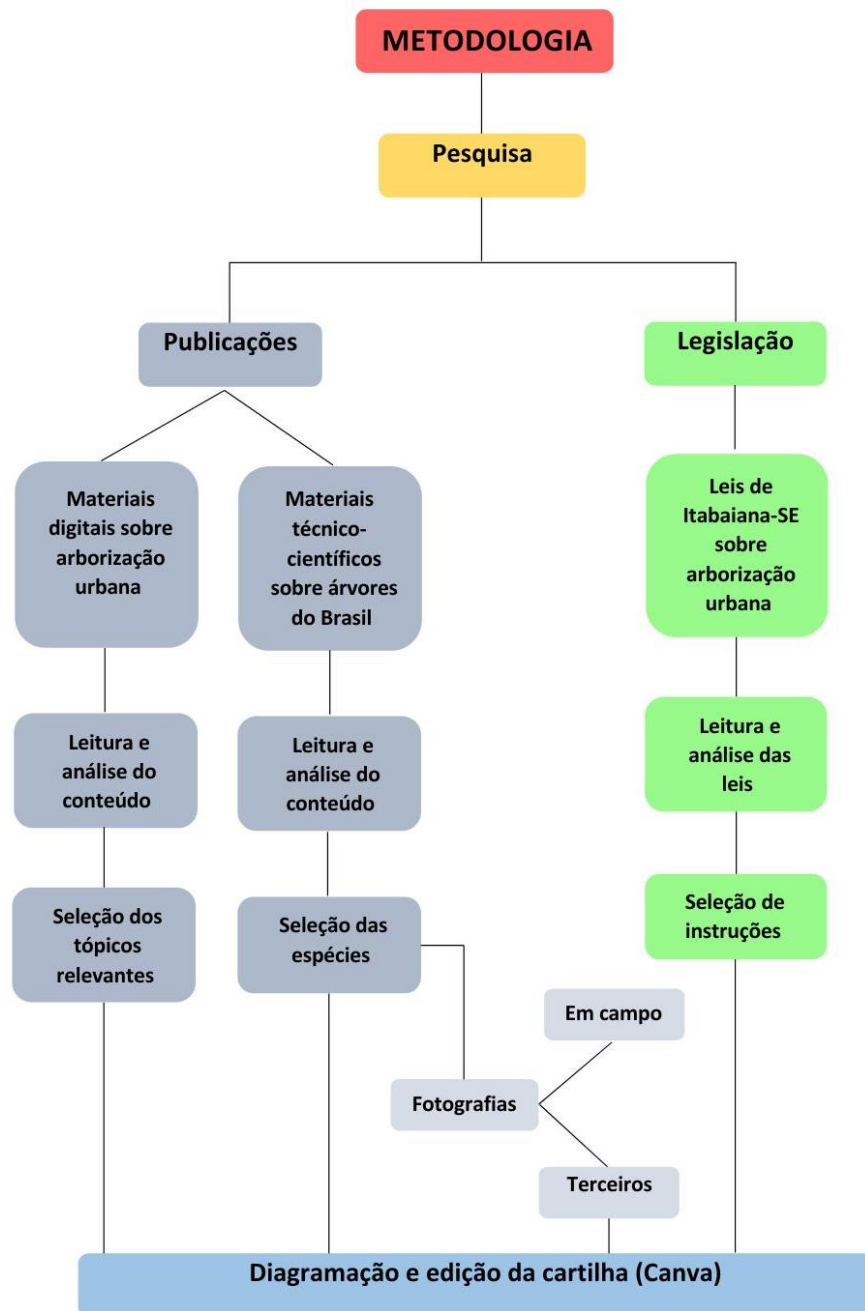 METODOLOGIA
Pesquisa
Publicações
Legislação
Materiais
digitais sobre
arborização
urbana
Materiais
técnico-
científicos
sobre árvores
do Brasil
Leis de
Itabaiana-SE
sobre
arborização
urbana
Leitura e
análise do
conteúdo
Leitura e
análise do
conteúdo
Leitura e
análise das
leis
Seleção dos
tópicos
relevantes
Seleção das
espécies
Seleção de
instruções
Em campo
Fotografias
Terceiros
Diagramação e edição da cartilha (Canva)